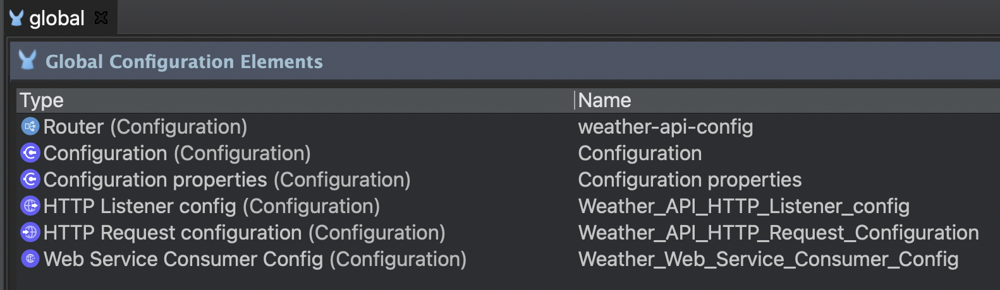 global
Global Configuration Elements
Type Name
Router (Configuration) weather-api-config
Configuration (Configuration) Configuration
Configuration properties (Configuration) Configuration properties
HTTP Listener config (Configuration) Weather_API_HTTP_Listener_config
HTTP Request configuration (Configuration) Weather_API_HTTP_Request_Configuration
Web Service Consumer Config (Configuration) Weather_Web_Service_Consumer_Config